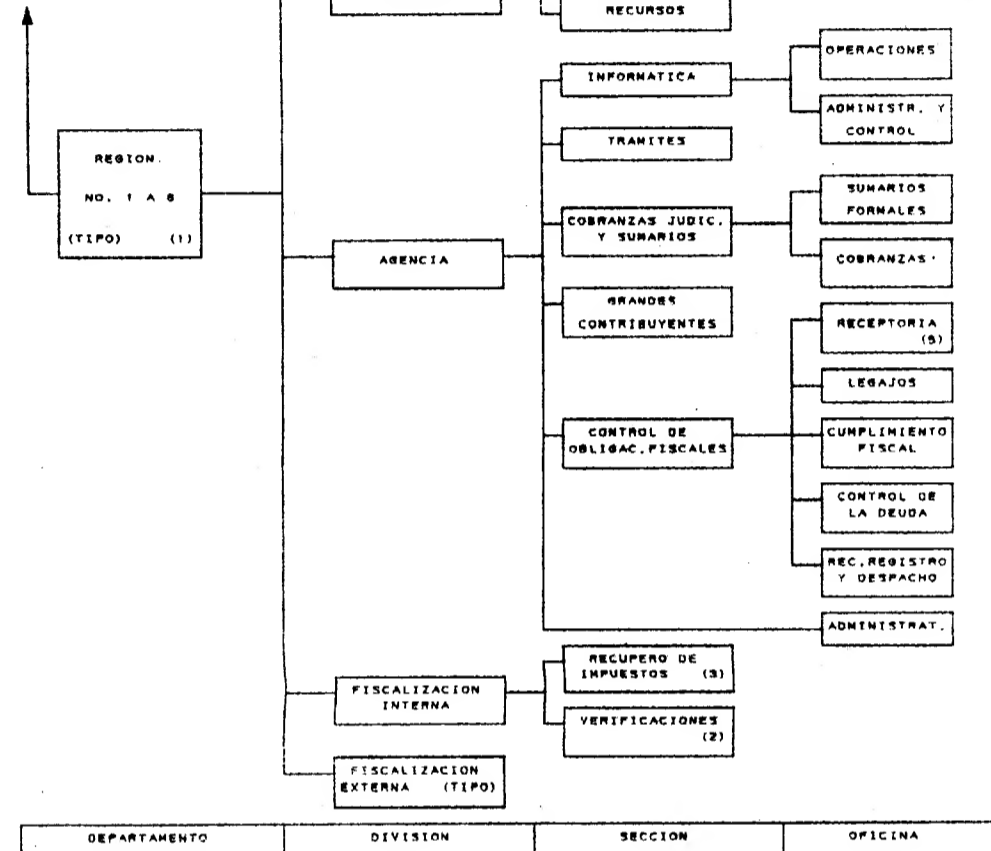 RECURSOS
OPERACIONES
INFORMATICA
ADMINISTR. Y
CONTROL
TRAMITES
REGION.
NO. 1 A 8
(TIPO) (1)
SUMARIOS
FORMALES
COBRANZAS JUDIC.
Y SUMARIOS
COBRANZAS
AGENCIA
GRANDES
CONTRIBUYENTES
RECEPTORIA
(5)
LEGAJOS
CONTROL DE
OBLIGAC.FISCALES
CUMPLIMIENTO
FISCAL
CONTROL DE
LA DEUDA
REC.REGISTRO
Y DESPACHO
ADMINISTRAT.
RECUPERO DE
IMPUESTOS (3)
FISCALIZACION
INTERNA
VERIFICACIONES
(2)
FISCALIZACION
EXTERNA (TIPO)
DEPARTAMENTO DIVISION SECCION OFICINA